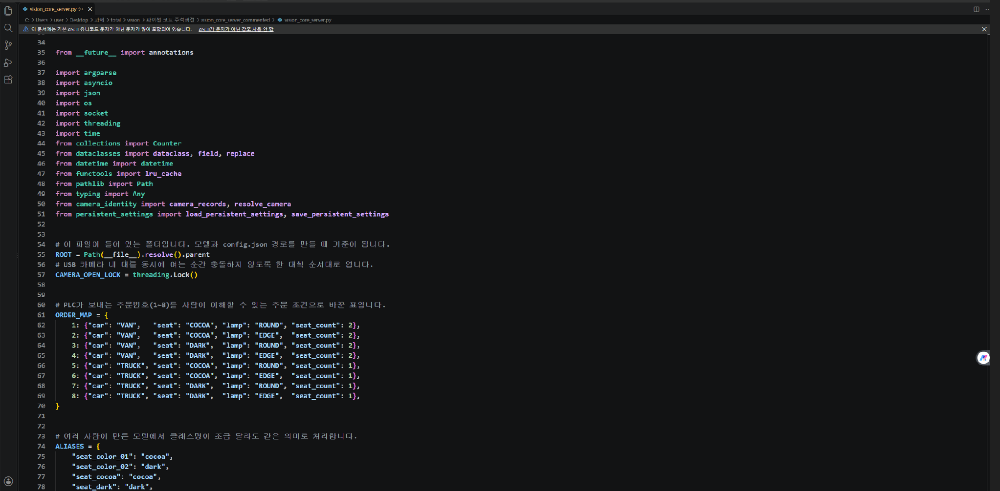 vision_core_server.py 9+
C: > Users > user > Desktop > 과제 > total > vision > 파이썬 코드 주석버전 > vision_core_server_commented > vision_core_server.py
이 문서에는 기본 ASCII 유니코드 문자가 아닌 문자가 많이 포함되어 있습니다. ASCII가 문자가 아닌 강조 사용 안 함
34
35 from __future__ import annotations
36
37 import argparse
38 import asyncio
39 import json
40 import os
41 import socket
42 import threading
43 import time
44 from collections import Counter
45 from dataclasses import dataclass, field, replace
46 from datetime import datetime
47 from functools import lru_cache
48 from pathlib import Path
49 from typing import Any
50 from camera_identity import camera_records, resolve_camera
51 from persistent_settings import load_persistent_settings, save_persistent_settings
52
53
54 # 이 파일이 들어 있는 폴더입니다. 모델과 config.json 경로를 만들 때 기준이 됩니다.
55 ROOT = Path(__file__).resolve().parent
56 # USB 카메라 네 대를 동시에 여는 순간 충돌하지 않도록 한 대씩 순서대로 엽니다.
57 CAMERA_OPEN_LOCK = threading.Lock()
58
59
60 # PLC가 보내는 주문번호(1~8)를 사람이 이해할 수 있는 주문 조건으로 바꾼 표입니다.
61 ORDER_MAP = {
62 1: {"car": "VAN", "seat": "COCOA", "lamp": "ROUND", "seat_count": 2},
63 2: {"car": "VAN", "seat": "COCOA", "lamp": "EDGE", "seat_count": 2},
64 3: {"car": "VAN", "seat": "DARK", "lamp": "ROUND", "seat_count": 2},
65 4: {"car": "VAN", "seat": "DARK", "lamp": "EDGE", "seat_count": 2},
66 5: {"car": "TRUCK", "seat": "COCOA", "lamp": "ROUND", "seat_count": 1},
67 6: {"car": "TRUCK", "seat": "COCOA", "lamp": "EDGE", "seat_count": 1},
68 7: {"car": "TRUCK", "seat": "DARK", "lamp": "ROUND", "seat_count": 1},
69 8: {"car": "TRUCK", "seat": "DARK", "lamp": "EDGE", "seat_count": 1},
70 }
71
72
73 # 여러 사람이 만든 모델에서 클래스명이 조금 달라도 같은 의미로 처리합니다.
74 ALIASES = {
75 "seat_color_01": "cocoa",
76 "seat_color_02": "dark",
77 "seat_cocoa": "cocoa",
78 "seat_dark": "dark",